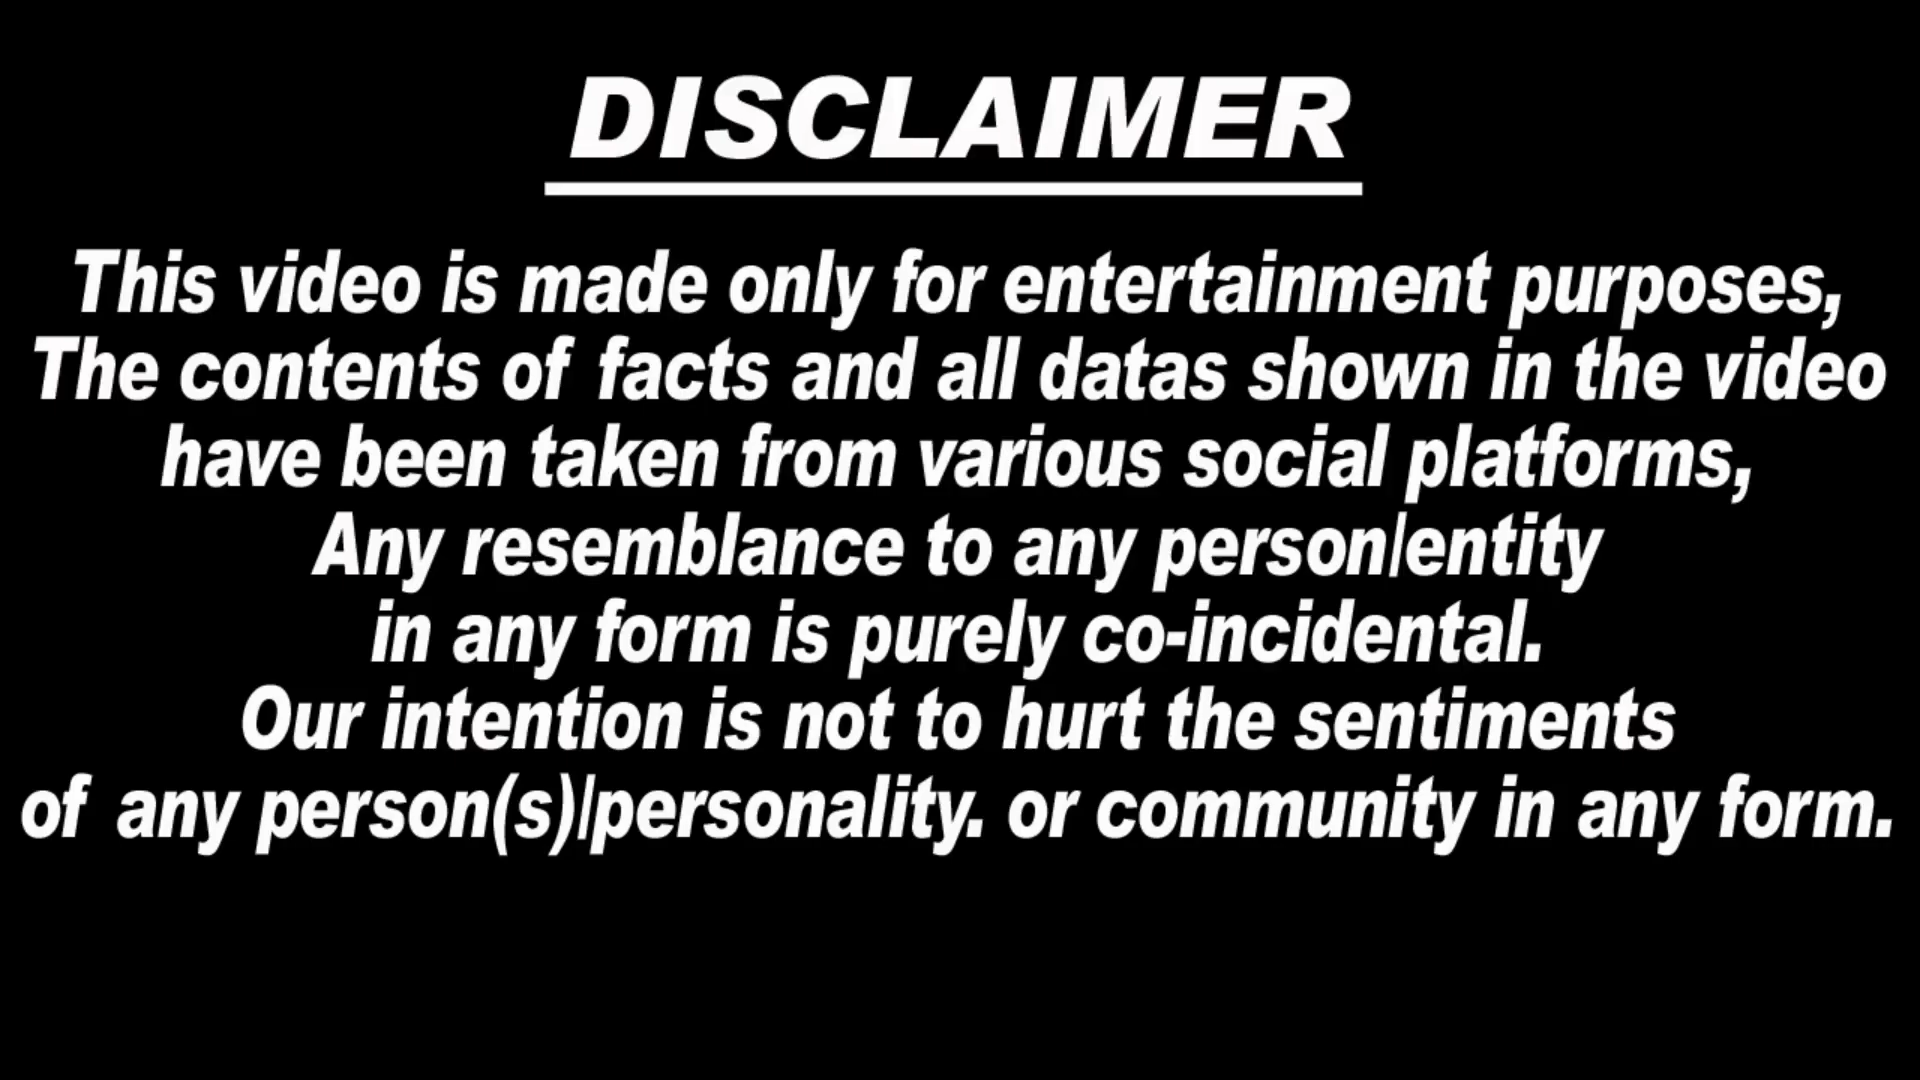 DISCLAIMER
This video is made only for entertainment purposes,
The contents of facts and all datas shown in the video
have been taken from various social platforms,
Any resemblance to any person/entity
in any form is purely co-incidental.
Our intention is not to hurt the sentiments
of any person(s)/personality. or community in any form.